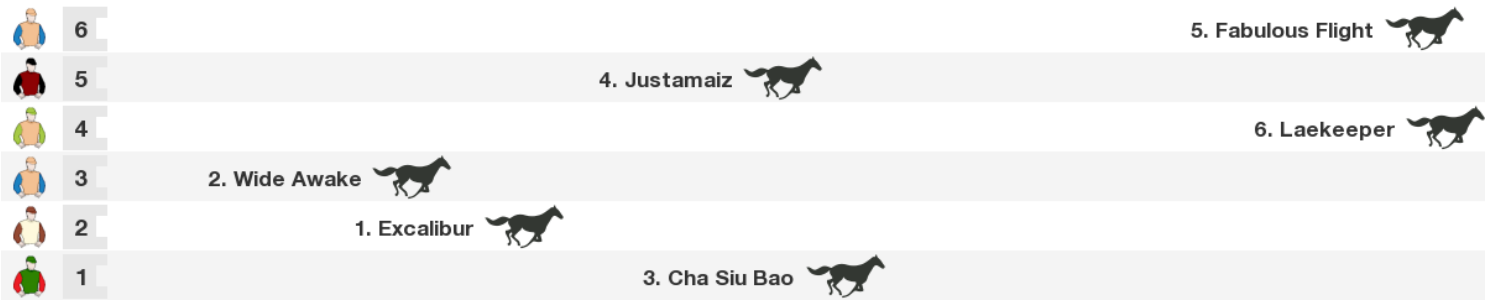 6 5. Fabulous Flight
5 4. Justamaiz
4 6. Laekeeper
3 2. Wide Awake
2 1. Excalibur
1 3. Cha Siu Bao